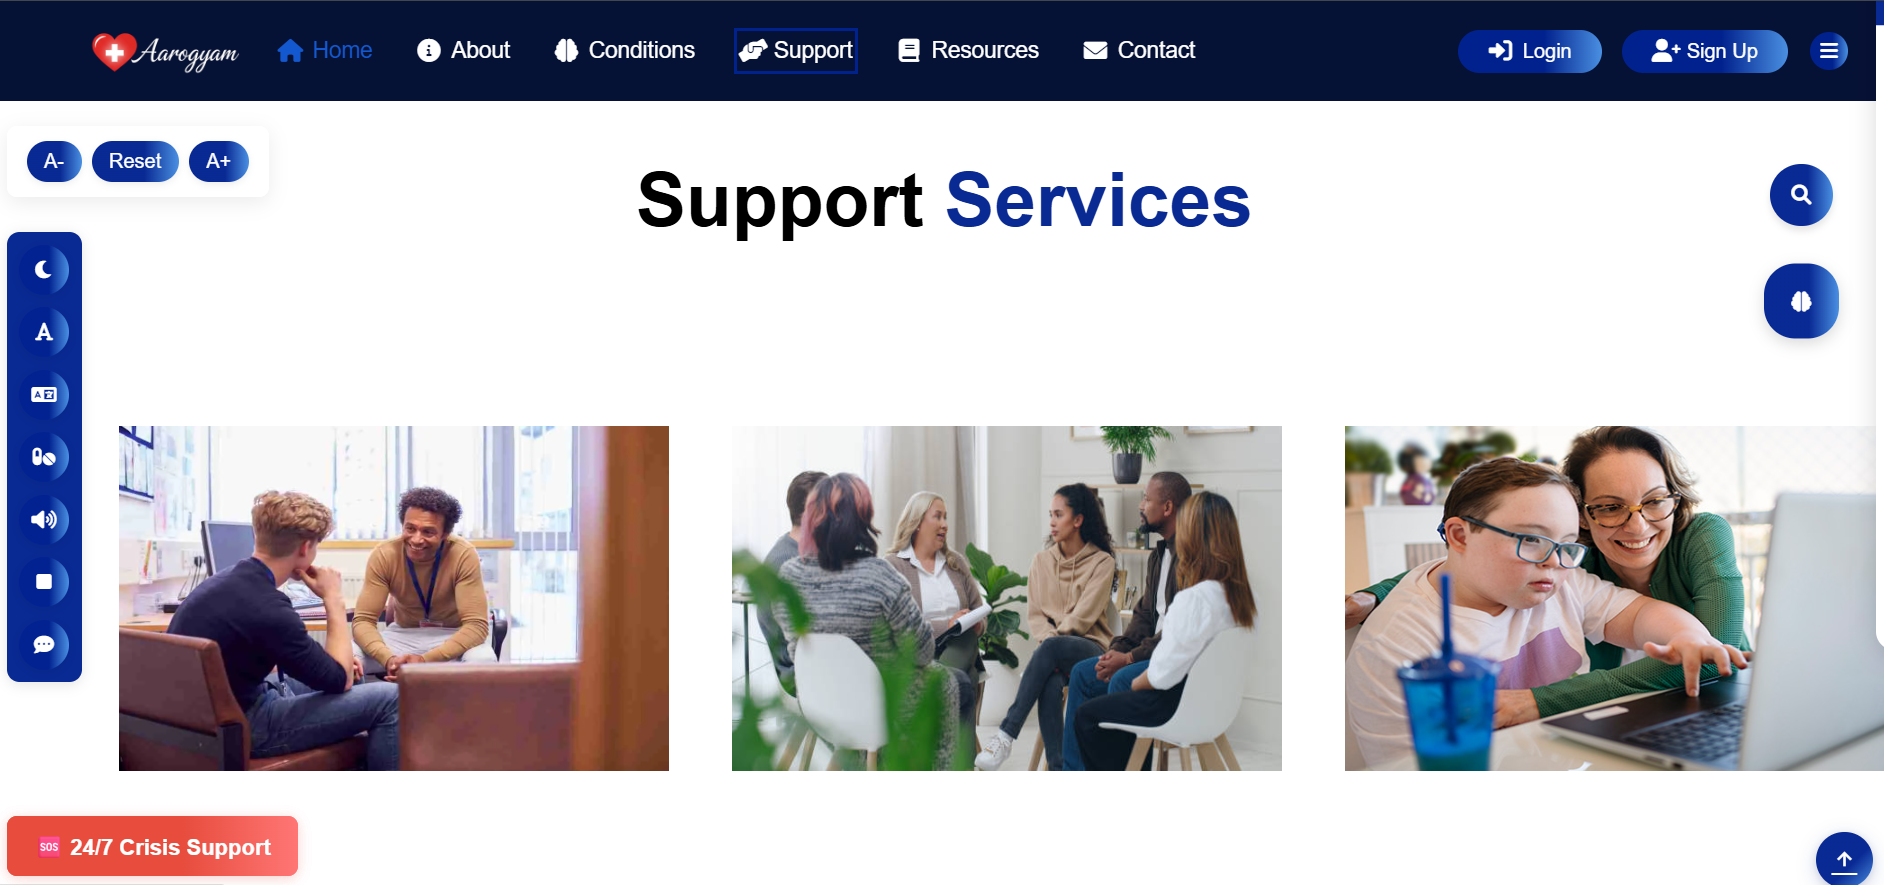 Aarogyam Home About Conditions Support Resources Contact Login Sign Up
A- Reset A+
Support Services
A
SOS 24/7 Crisis Support